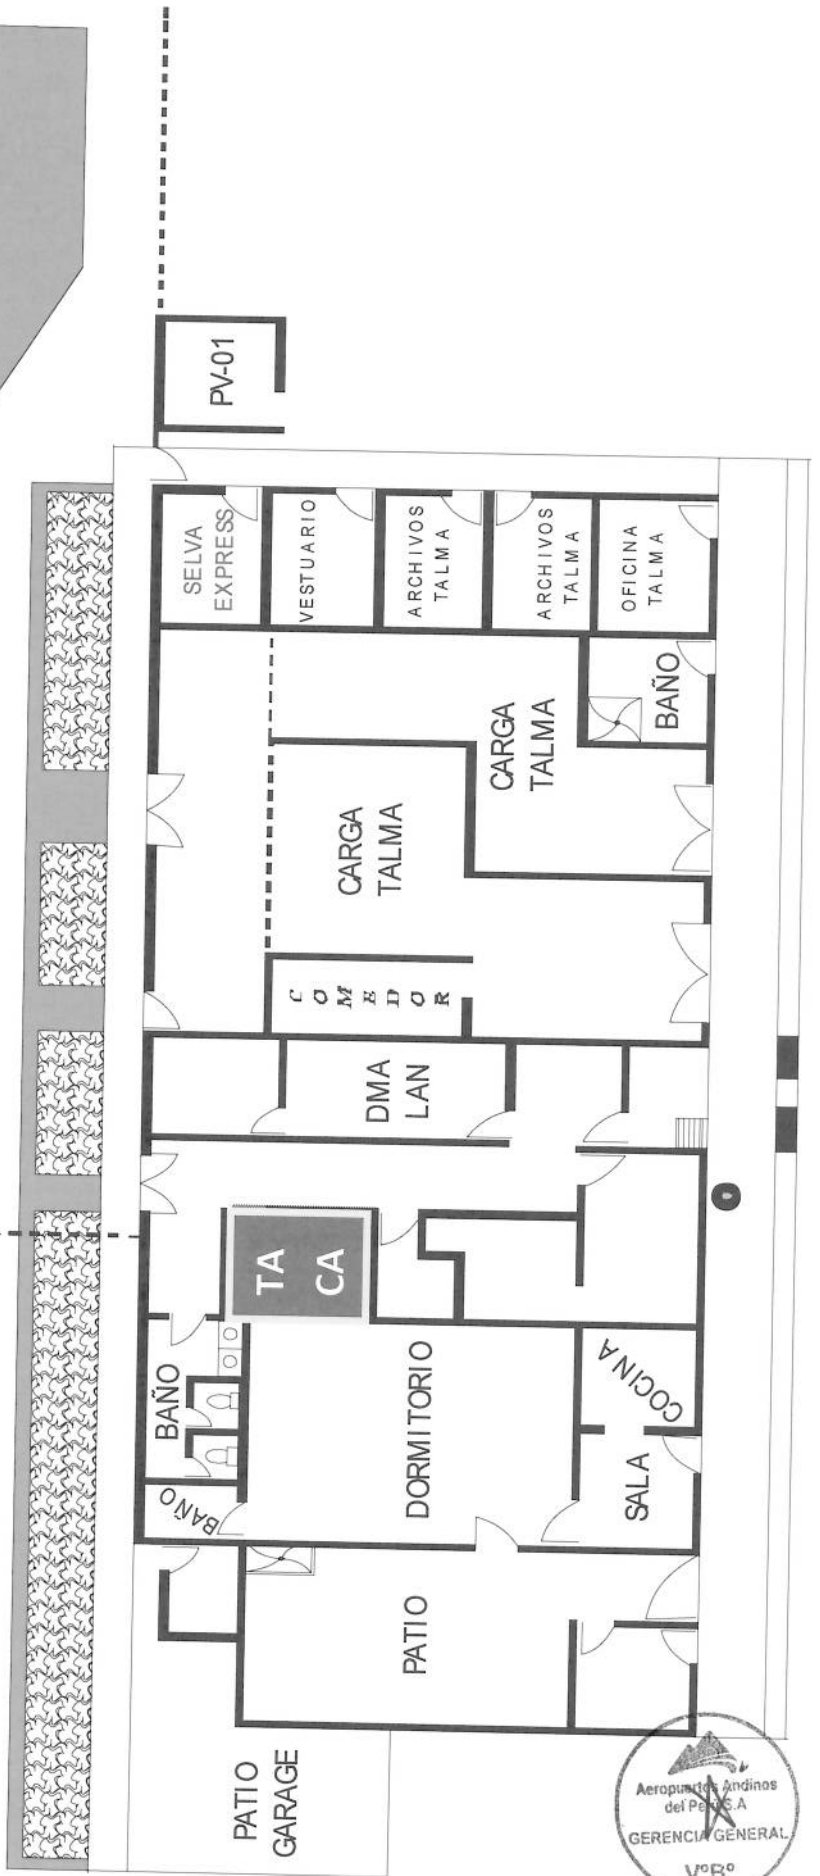 PV-01
SELVA
EXPRESS
VESTUARIO
ARCHIVOS
TALMA
ARCHIVOS
TALMA
OFICINA
TALMA
BAÑO
CARGA
TALMA
CARGA
TALMA
COMEDOR
DMA
LAN
TA
CA
BAÑO
BAÑO
DORMITORIO
COCINA
SALA
PATIO
PATIO
GARAGE
Aeropuertos Andinos
del Perú S.A
GERENCIA GENERAL
VºBº